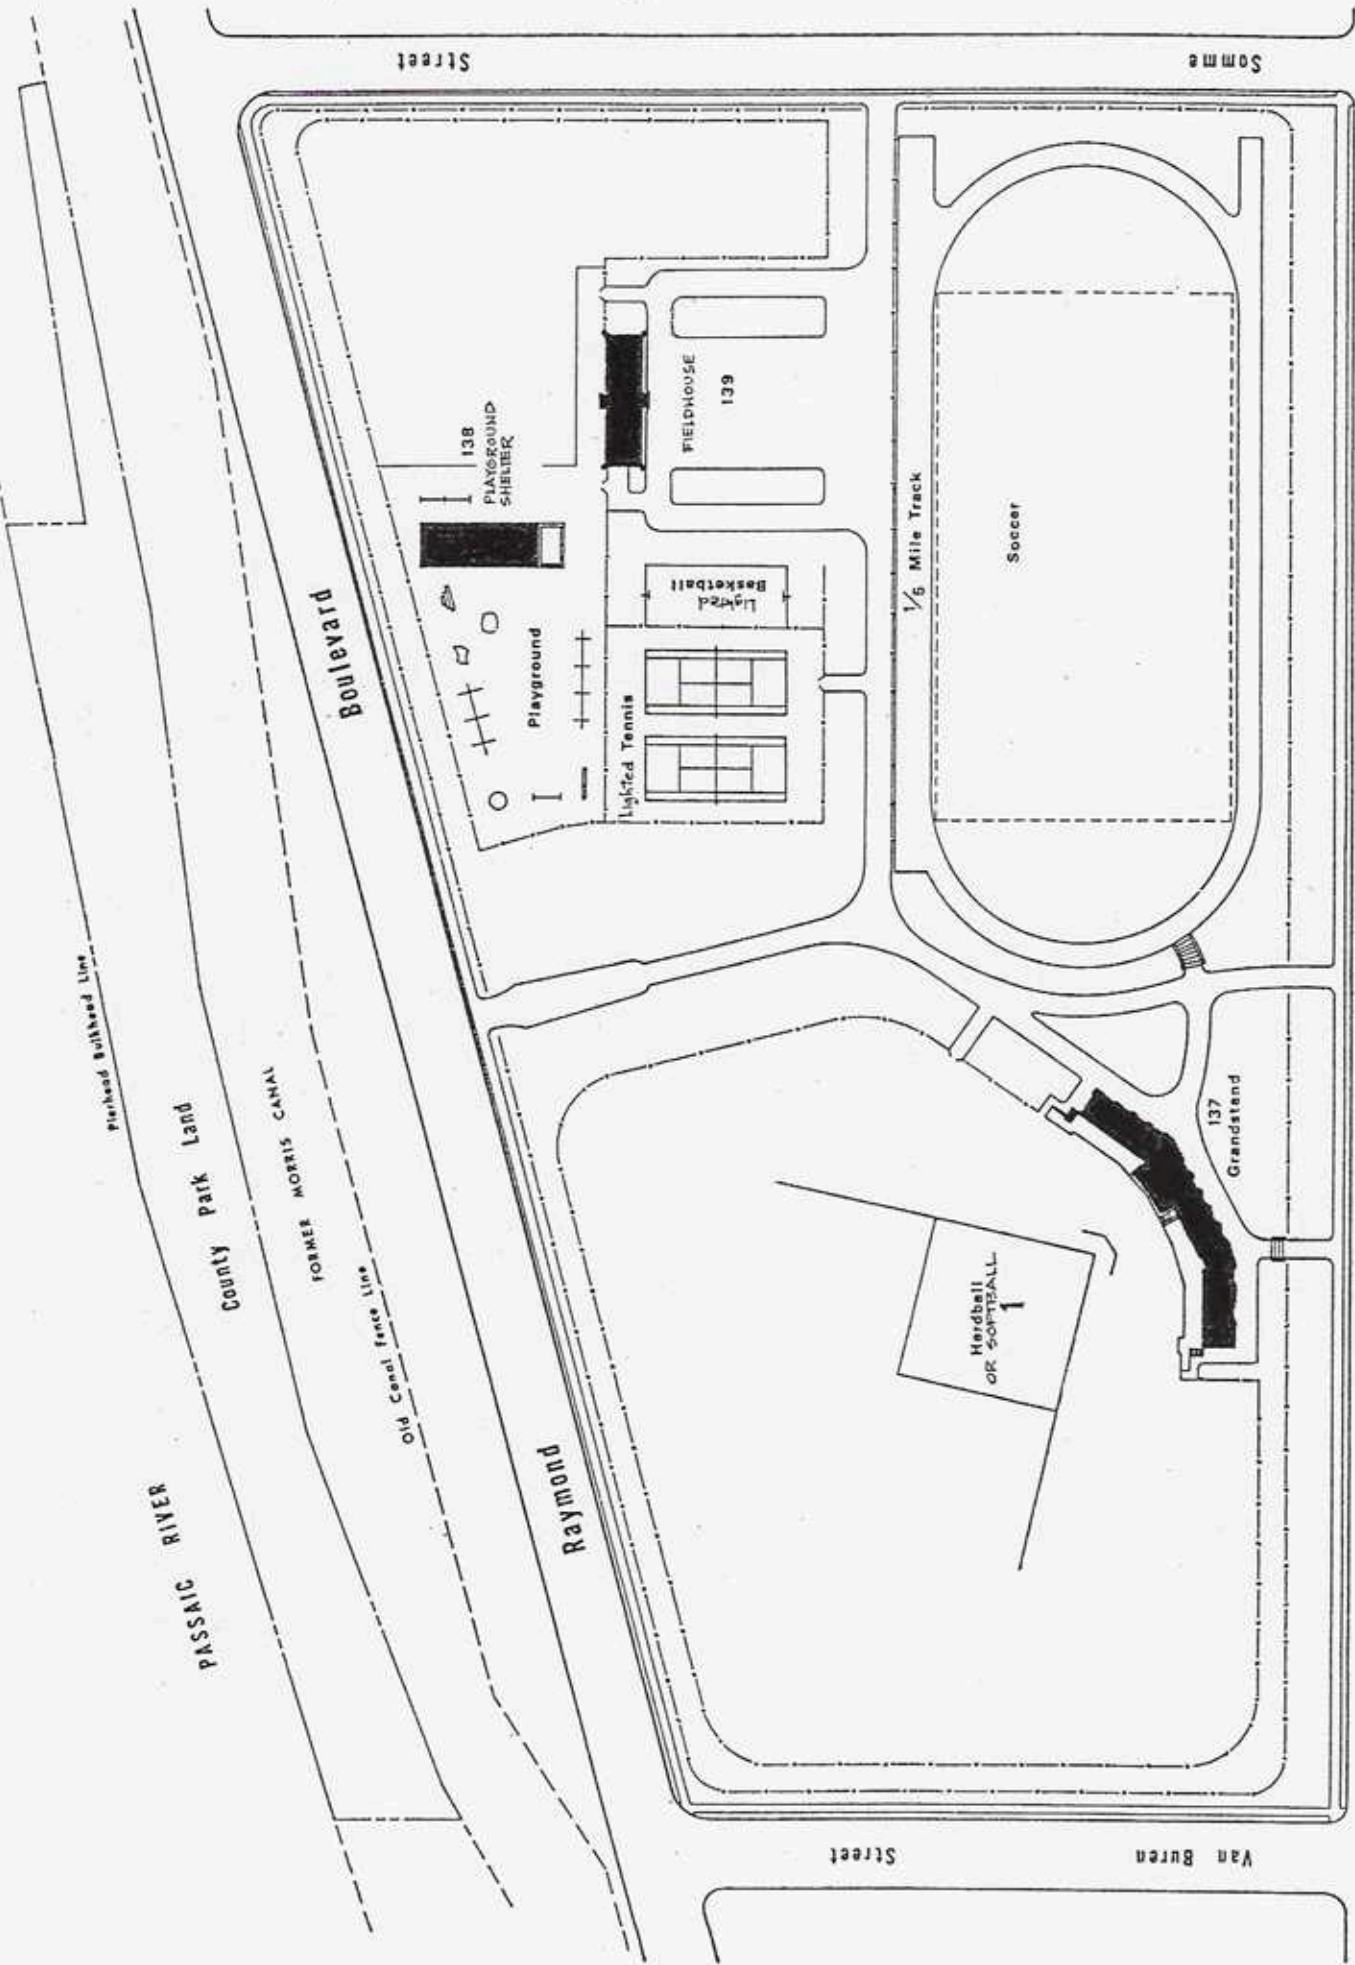 Somme Street
PASSAIC RIVER
Pierhead Bulkhead Line
County Park Land
FORMER MORRIS CANAL
Old Canal Fence Line
Raymond Boulevard
138
PLAYGROUND
SHELTER
FIELDHOUSE
139
Playground
Lighted Tennis
Lighted
Basketball
1/5 Mile Track
Soccer
137
Grandstand
Hardball
OR SOFTBALL
1
Van Buren Street